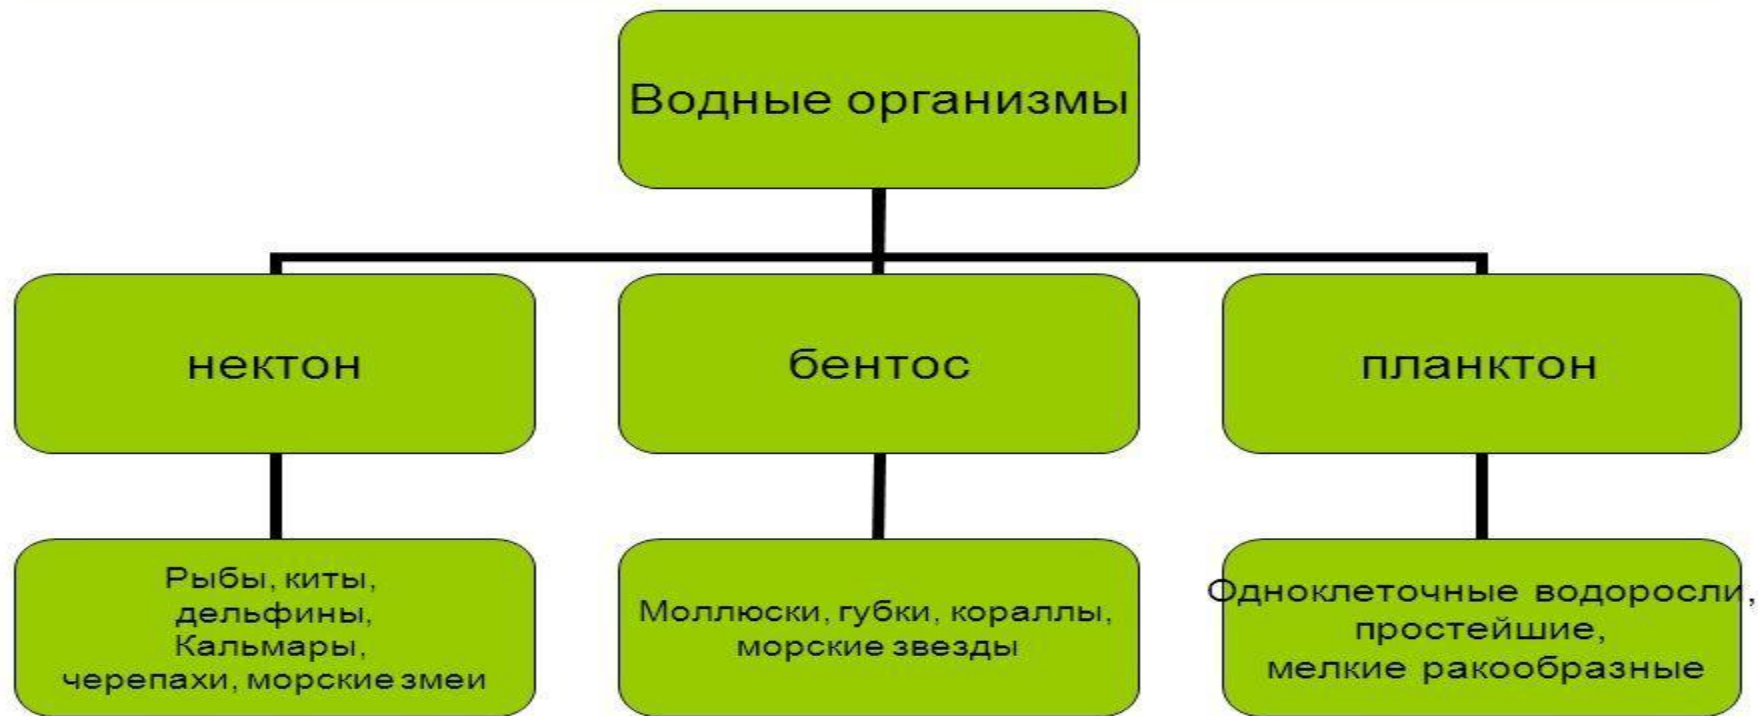 Водные организмы
нектон
бентос
планктон
Рыбы, киты,
дельфины,
Кальмары,
черепахи, морские змеи
Моллюски, губки, кораллы,
морские звезды
Одноклеточные водоросли,
простейшие,
мелкие ракообразные